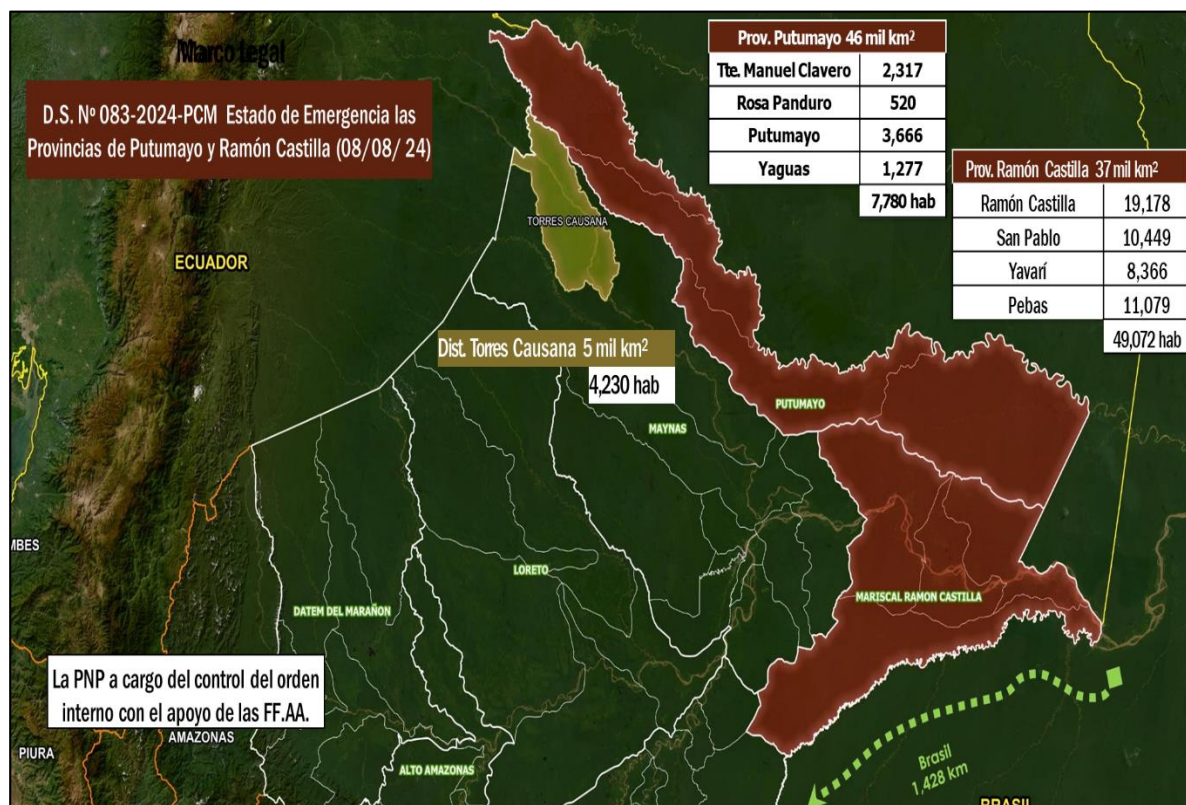 Marco Legal
D.S. Nº 083-2024-PCM Estado de Emergencia las
Provincias de Putumayo y Ramón Castilla (08/08/ 24)
Prov. Putumayo 46 mil km²
Tte. Manuel Clavero 2,317
Rosa Panduro 520
Putumayo 3,666
Yaguas 1,277
7,780 hab
Prov. Ramón Castilla 37 mil km²
Ramón Castilla 19,178
San Pablo 10,449
Yavarí 8,366
Pebas 11,079
49,072 hab
TORRES CAUSANA
ECUADOR
Dist. Torres Causana 5 mil km²
4,230 hab
PUTUMAYO
MAYNAS
MBES
LORETO
DATEM DEL MARAÑON
MARISCAL RAMON CASTILLA
La PNP a cargo del control del orden
interno con el apoyo de las FF.AA.
AMAZONAS
PIURA
ALTO AMAZONAS
Brasil
1,428 km
BRASIL